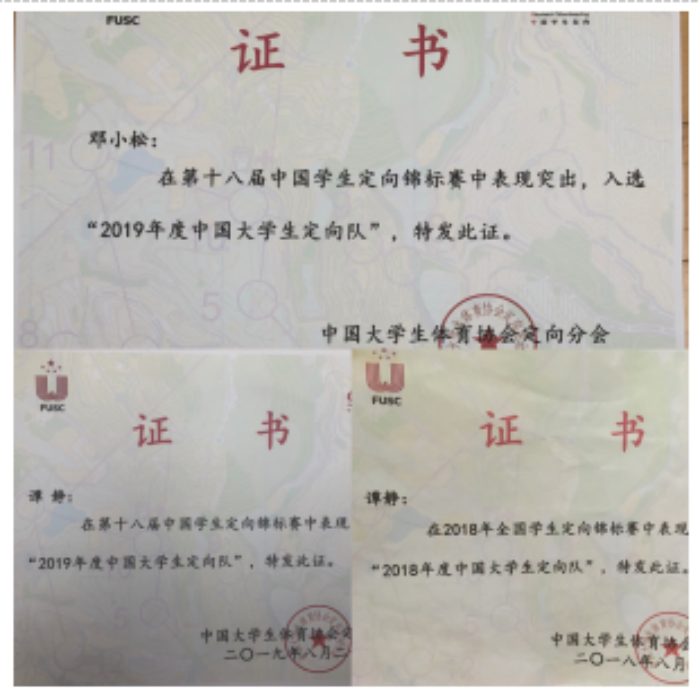 FUSC
证 书
邓小松：
在第十八届中国学生定向锦标赛中表现突出，入选
“2019年度中国大学生定向队”，特发此证。
中国大学生体育协会定向分会
11
5
8
FUSC
证 书
谭 静：
在第十八届中国学生定向锦标赛中表现
“2019年度中国大学生定向队”，特发此证。
中国大学生体育协会定
二〇一九年八月二
FUSC
证 书
谭静：
在2018年全国学生定向锦标赛中表现
“2018年度中国大学生定向队”，特发此证。
中国大学生体育协会
二〇一八年八月